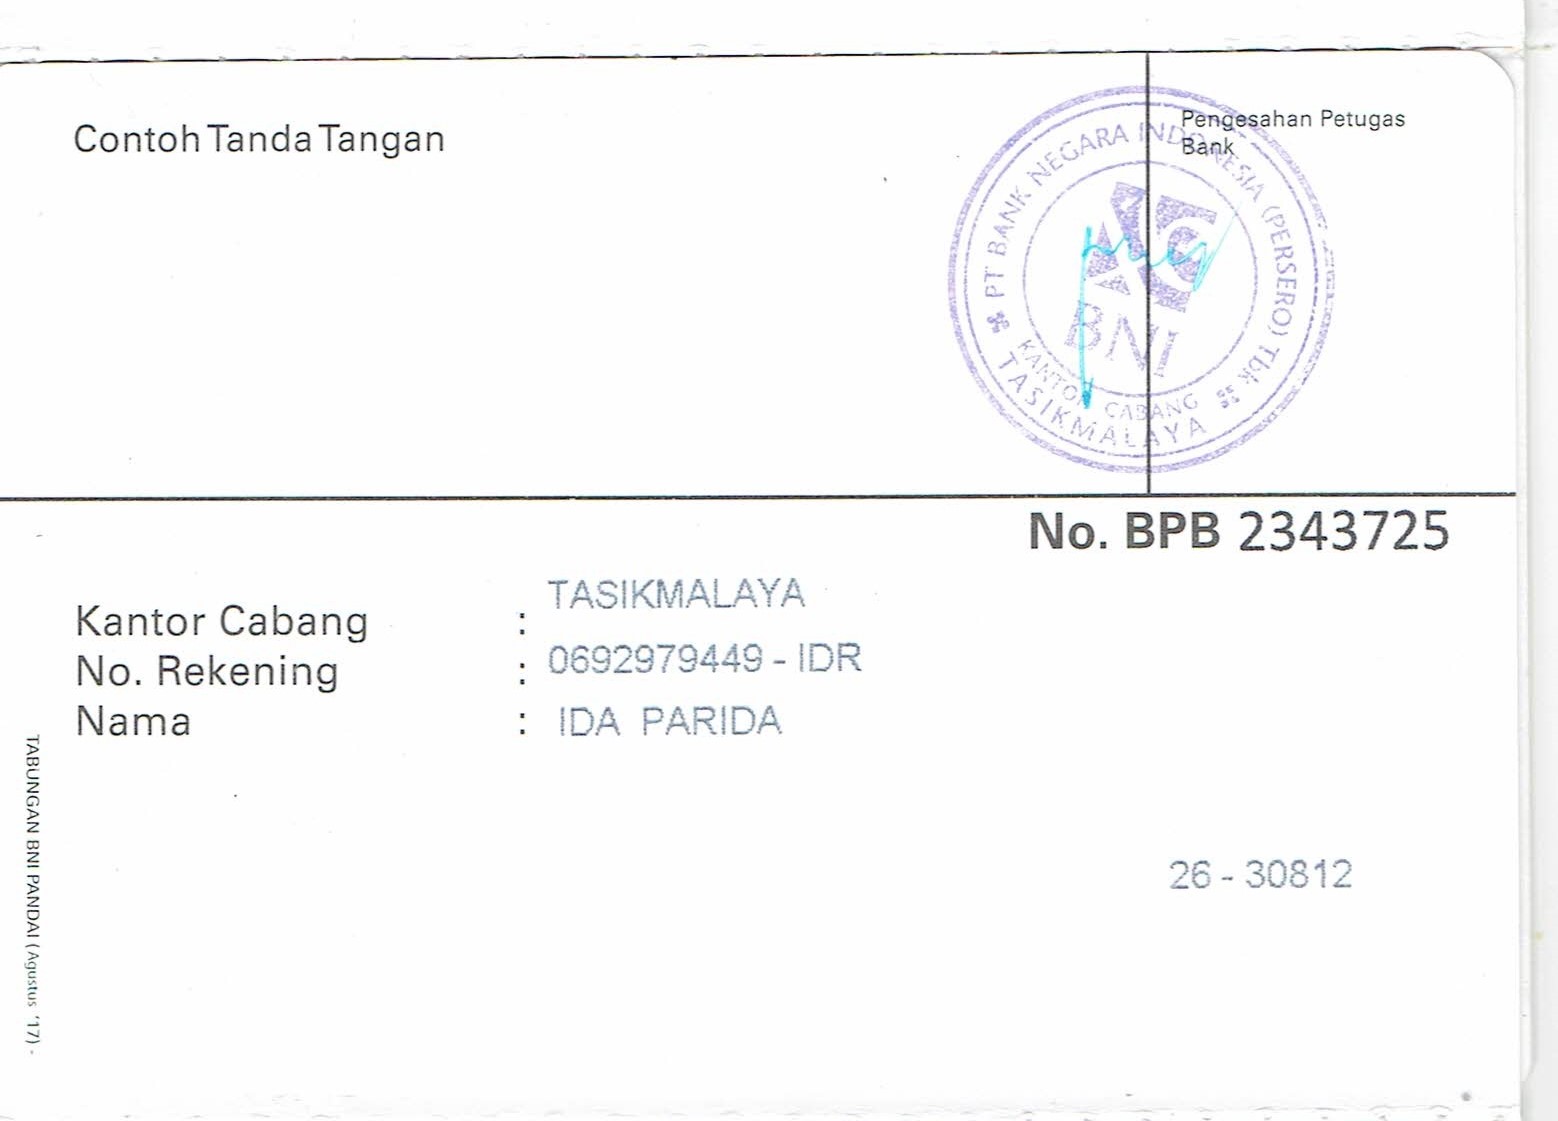 Contoh Tanda Tangan
Pengesahan Petugas
Bank
PT BANK NEGARA INDONESIA (PERSERO) Tbk
BNI
KANTOR CABANG
TASIKMALAYA
No. BPB 2343725
Kantor Cabang : TASIKMALAYA
No. Rekening : 0692979449 - IDR
Nama : IDA PARIDA
26 - 30812
TABUNGAN BNI PANDAI ( Agustus '17) -